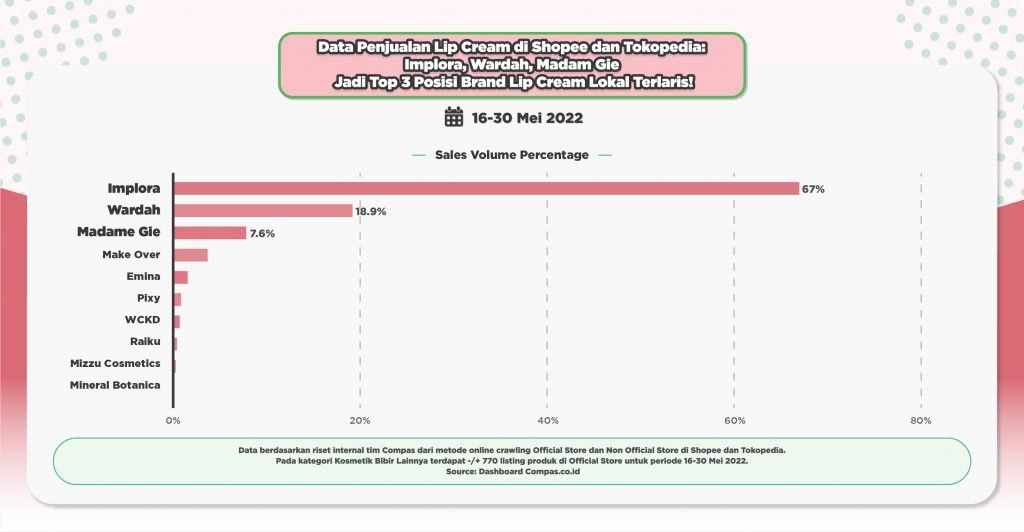 Data Penjualan Lip Cream di Shopee dan Tokopedia:
Implora, Wardah, Madam Gie
Jadi Top 3 Posisi Brand Lip Cream Lokal Terlaris!
16-30 Mei 2022
Sales Volume Percentage
Implora 67%
Wardah 18.9%
Madame Gie 7.6%
Make Over
Emina
Pixy
WCKD
Raiku
Mizzu Cosmetics
Mineral Botanica
0% 20% 40% 60% 80%
Data berdasarkan riset internal tim Compas dari metode online crawling Official Store dan Non Official Store di Shopee dan Tokopedia.
Pada kategori Kosmetik Bibir Lainnya terdapat -/+ 770 listing produk di Official Store untuk periode 16-30 Mei 2022.
Source: Dashboard Compas.co.id